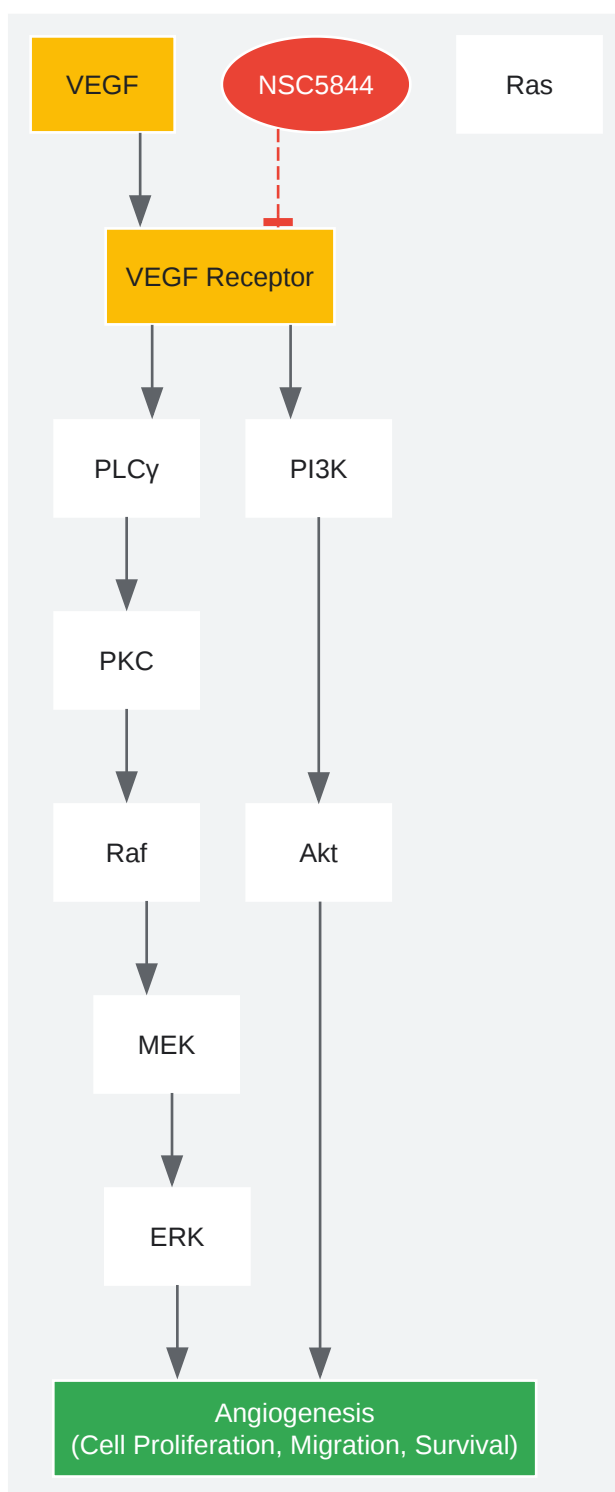 VEGF
NSC5844
Ras
VEGF Receptor
PLCγ
PI3K
PKC
Raf
Akt
MEK
ERK
Angiogenesis
(Cell Proliferation, Migration, Survival)